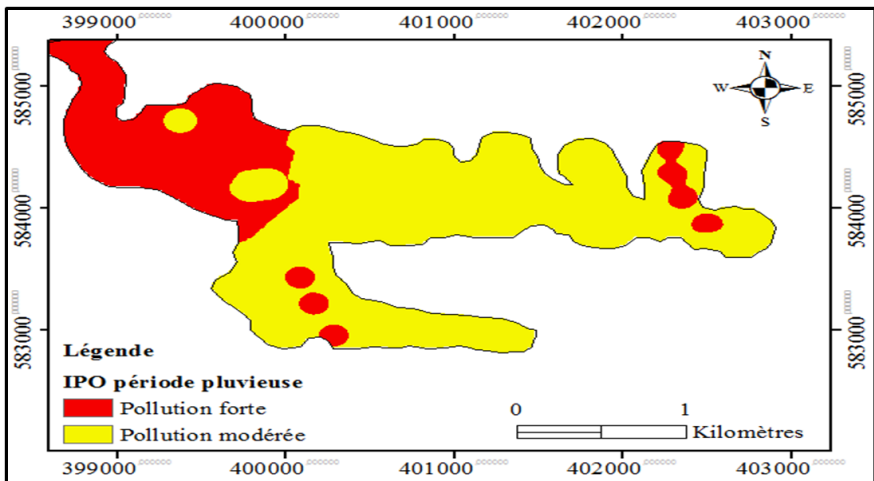 399000 400000 401000 402000 403000
N
W E
S
585000 585000
584000 584000
583000 583000
Légende
IPO période pluvieuse
Pollution forte
Pollution modérée
0 1
Kilomètres
399000 400000 401000 402000 403000